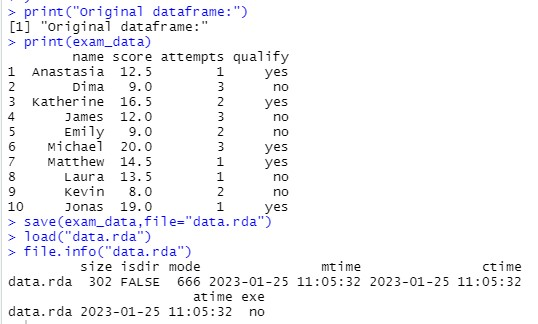 > print("Original dataframe:")
[1] "Original dataframe:"
> print(exam_data)
        name score attempts qualify
1  Anastasia  12.5        1     yes
2       Dima   9.0        3      no
3  Katherine  16.5        2     yes
4      James  12.0        3      no
5      Emily   9.0        2      no
6    Michael  20.0        3     yes
7    Matthew  14.5        1     yes
8      Laura  13.5        1      no
9      Kevin   8.0        2      no
10     Jonas  19.0        1     yes
> save(exam_data,file="data.rda")
> load("data.rda")
> file.info("data.rda")
         size isdir mode               mtime               ctime
data.rda  302 FALSE  666 2023-01-25 11:05:32 2023-01-25 11:05:32
                       atime exe
data.rda 2023-01-25 11:05:32  no